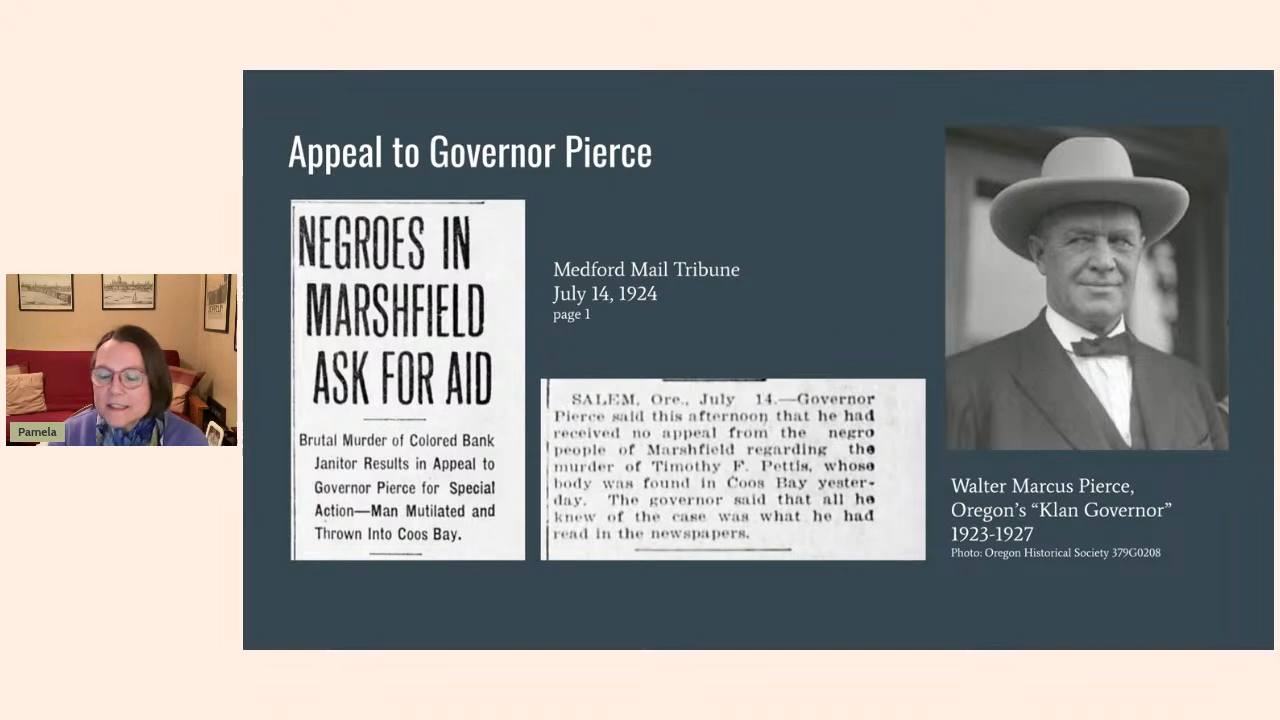 Appeal to Governor Pierce
NEGROES IN
MARSHFIELD
ASK FOR AID
Brutal Murder of Colored Bank
Janitor Results in Appeal to
Governor Pierce for Special
Action—Man Mutilated and
Thrown Into Coos Bay.
Medford Mail Tribune
July 14, 1924
page 1
SALEM, Ore., July 14.—Governor
Pierce said this afternoon that he had
received no appeal from the negro
people of Marshfield regarding the
murder of Timothy F. Pettis, whose
body was found in Coos Bay yester-
day. The governor said that all he
knew of the case was what he had
read in the newspapers.
Walter Marcus Pierce,
Oregon's “Klan Governor”
1923-1927
Photo: Oregon Historical Society 379G0208
Pamela